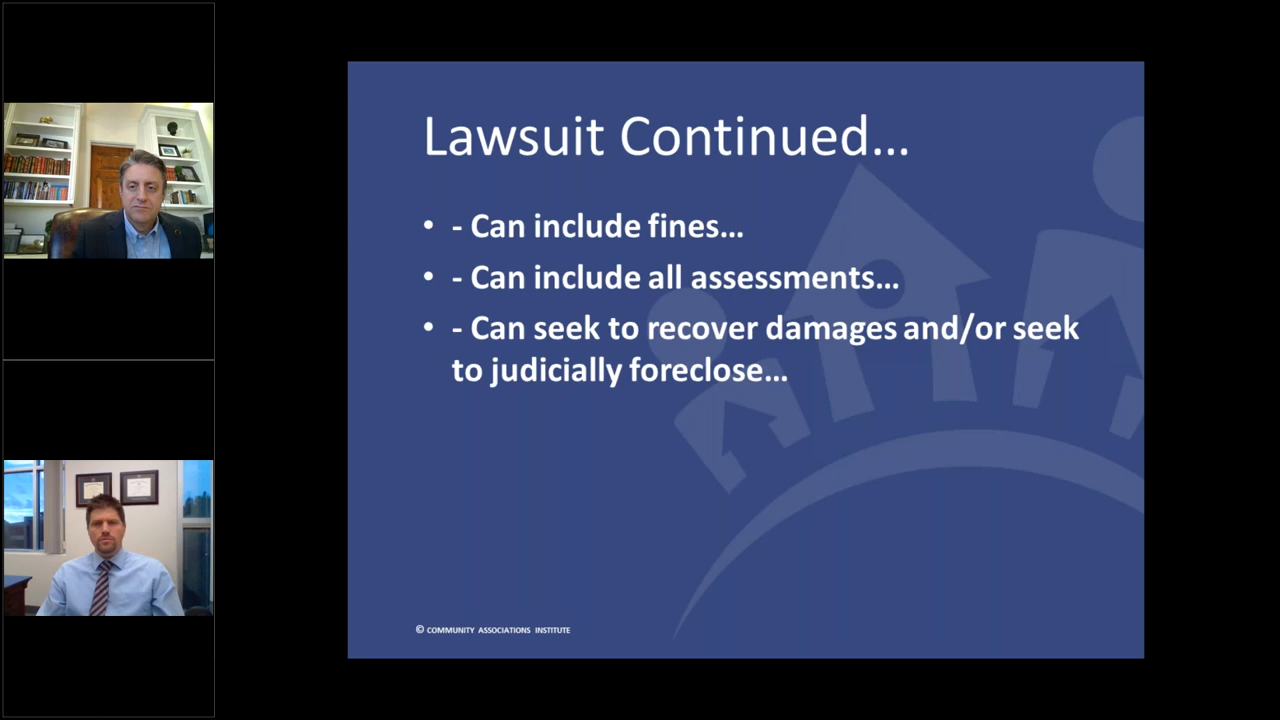 Lawsuit Continued...
• - Can include fines...
• - Can include all assessments...
• - Can seek to recover damages and/or seek
to judicially foreclose...
© COMMUNITY ASSOCIATIONS INSTITUTE